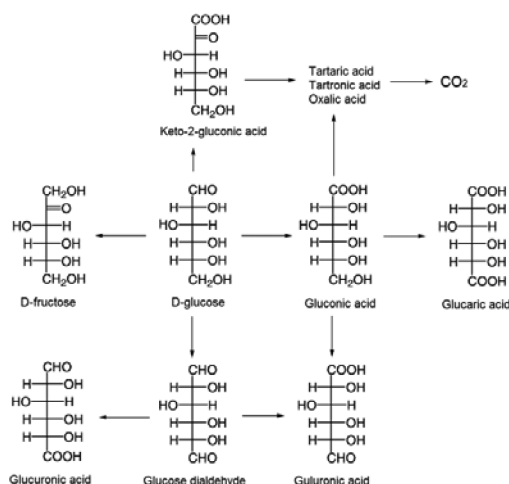 COOH
O
HO H
H OH
H OH
CH₂OH
Keto-2-gluconic acid
Tartaric acid
Tartronic acid
Oxalic acid
CO₂
CH₂OH
O
HO H
H OH
H OH
CH₂OH
D-fructose
CHO
H OH
HO H
H OH
H OH
CH₂OH
D-glucose
COOH
H OH
HO H
H OH
H OH
CH₂OH
Gluconic acid
COOH
H OH
HO H
H OH
H OH
COOH
Glucaric acid
CHO
H OH
HO H
H OH
H OH
COOH
Glucuronic acid
CHO
H OH
HO H
H OH
H OH
CHO
Glucose dialdehyde
COOH
H OH
HO H
H OH
H OH
CHO
Guluronic acid